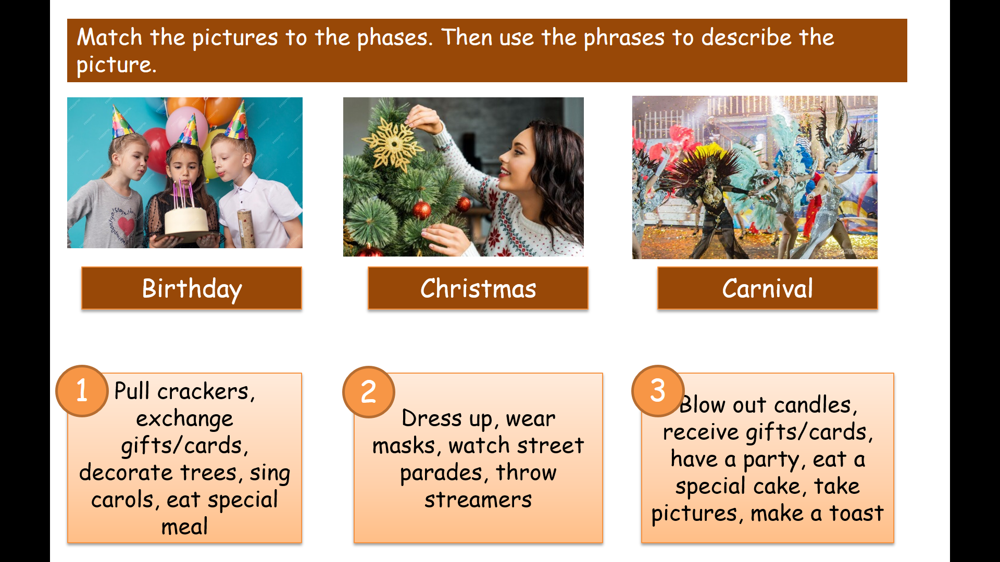 Match the pictures to the phases. Then use the phrases to describe the
picture.
Birthday
Christmas
Carnival
1
Pull crackers,
exchange
gifts/cards,
decorate trees, sing
carols, eat special
meal
2
Dress up, wear
masks, watch street
parades, throw
streamers
3
Blow out candles,
receive gifts/cards,
have a party, eat a
special cake, take
pictures, make a toast